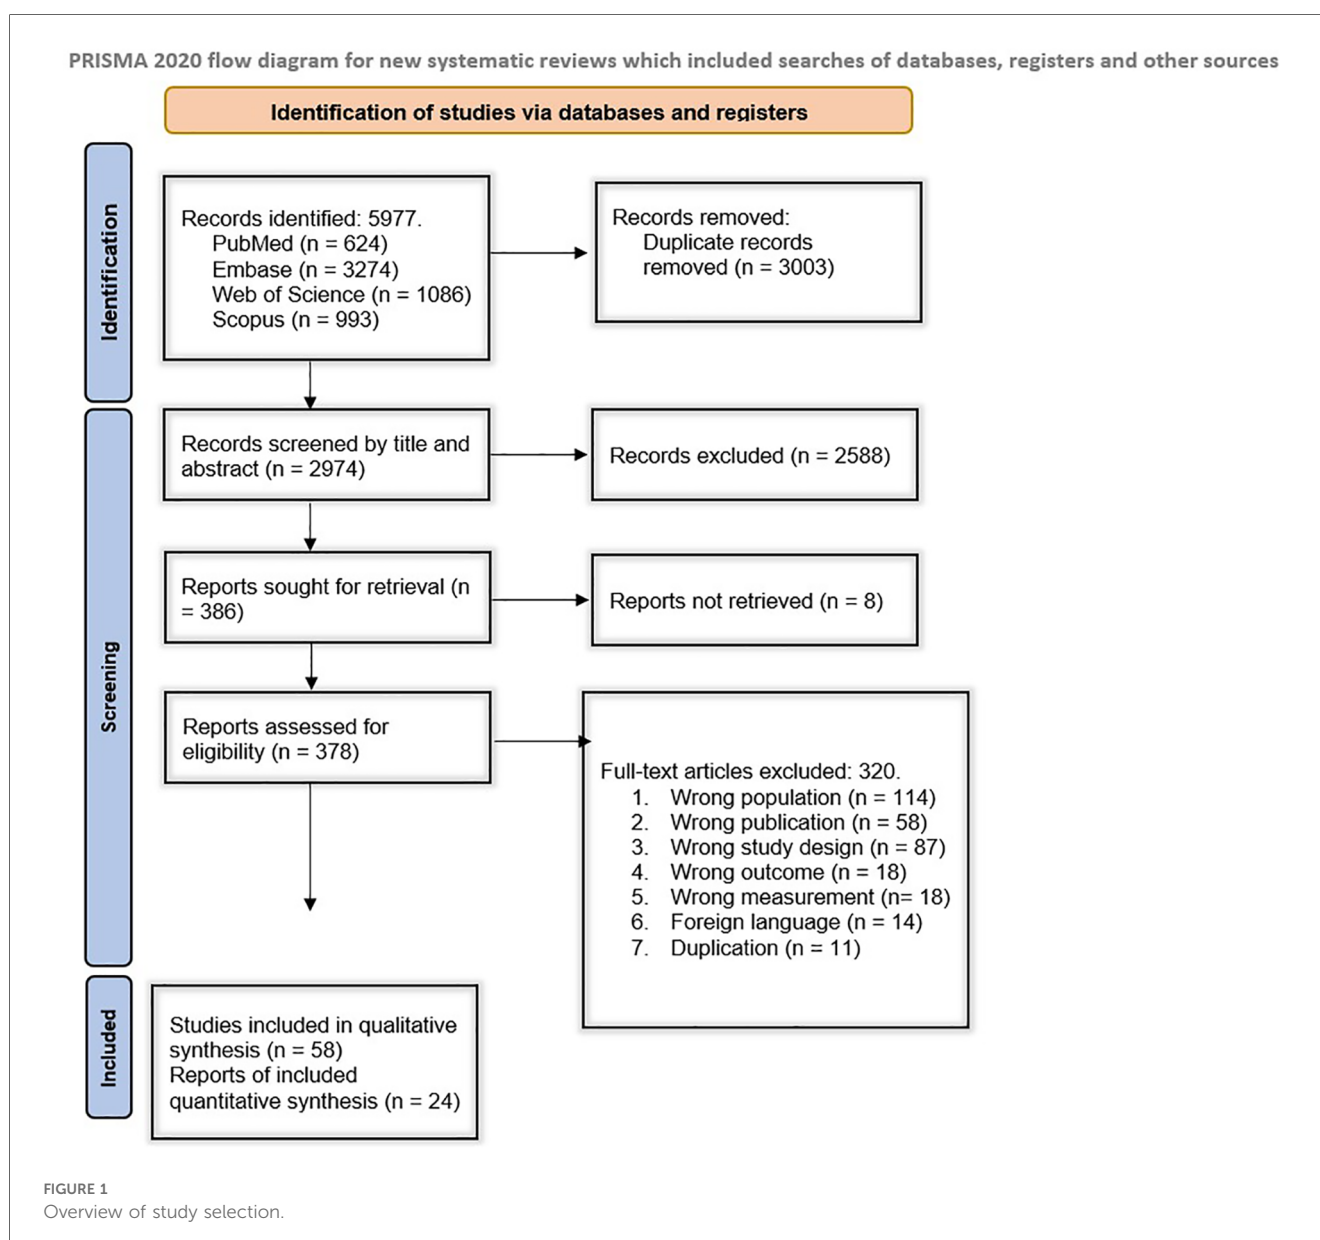 PRISMA 2020 flow diagram for new systematic reviews which included searches of databases, registers and other sources
Identification of studies via databases and registers
Identification
Records identified: 5977.
PubMed (n = 624)
Embase (n = 3274)
Web of Science (n = 1086)
Scopus (n = 993)
Records removed:
Duplicate records
removed (n = 3003)
Screening
Records screened by title and
abstract (n = 2974)
Records excluded (n = 2588)
Reports sought for retrieval (n
= 386)
Reports not retrieved (n = 8)
Reports assessed for
eligibility (n = 378)
Full-text articles excluded: 320.
1. Wrong population (n = 114)
2. Wrong publication (n = 58)
3. Wrong study design (n = 87)
4. Wrong outcome (n = 18)
5. Wrong measurement (n= 18)
6. Foreign language (n = 14)
7. Duplication (n = 11)
Included
Studies included in qualitative
synthesis (n = 58)
Reports of included
quantitative synthesis (n = 24)
FIGURE 1
Overview of study selection.